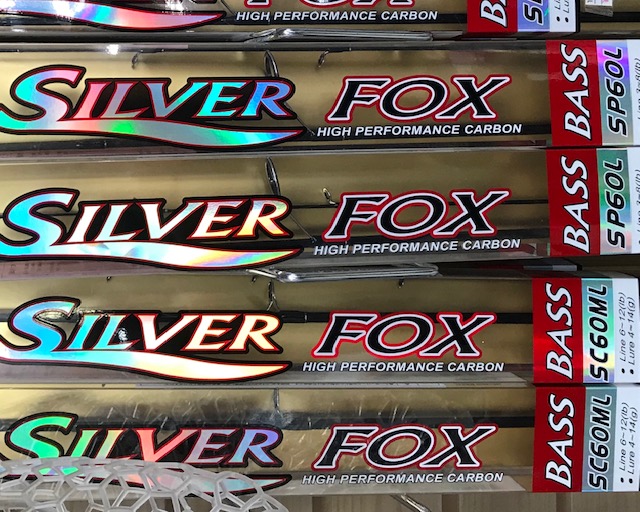 HIGH PERFORMANCE CARBON
SILVER FOX
HIGH PERFORMANCE CARBON
BASS
SP60L
SILVER FOX
HIGH PERFORMANCE CARBON
BASS
SP60L
SILVER FOX
HIGH PERFORMANCE CARBON
BASS
SC60ML
• Line 6-12(lb)
• Lure 4-14(g)
SILVER FOX
HIGH PERFORMANCE CARBON
BASS
SC60ML
• Line 6-12(lb)
• Lure 4-14(g)